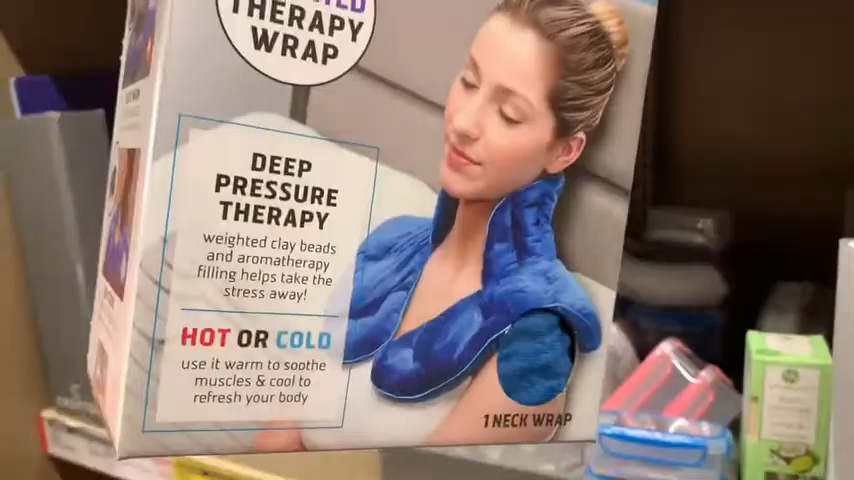 THERAPY
WRAP
DEEP
PRESSURE
THERAPY
weighted clay beads
and aromatherapy
filling helps take the
stress away!
HOT OR COLD
use it warm to soothe
muscles & cool to
refresh your body
1 NECK WRAP